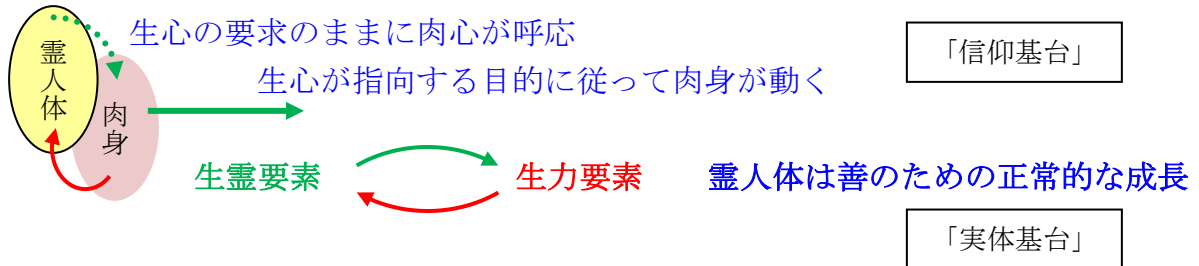 霊人体
肉身
生心の要求のままに肉心が呼応
生心が指向する目的に従って肉身が動く
「信仰基台」
生霊要素
生力要素
霊人体は善のための正常的な成長
「実体基台」